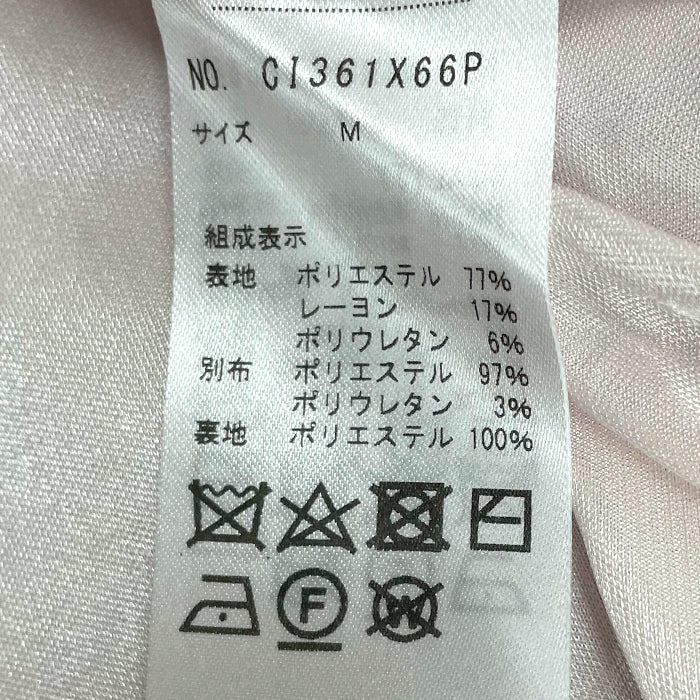 NO. CI361X66P
サイズ M
組成表示
表地 ポリエステル 77%
レーヨン 17%
ポリウレタン 6%
別布 ポリエステル 97%
ポリウレタン 3%
裏地 ポリエステル 100%
F W